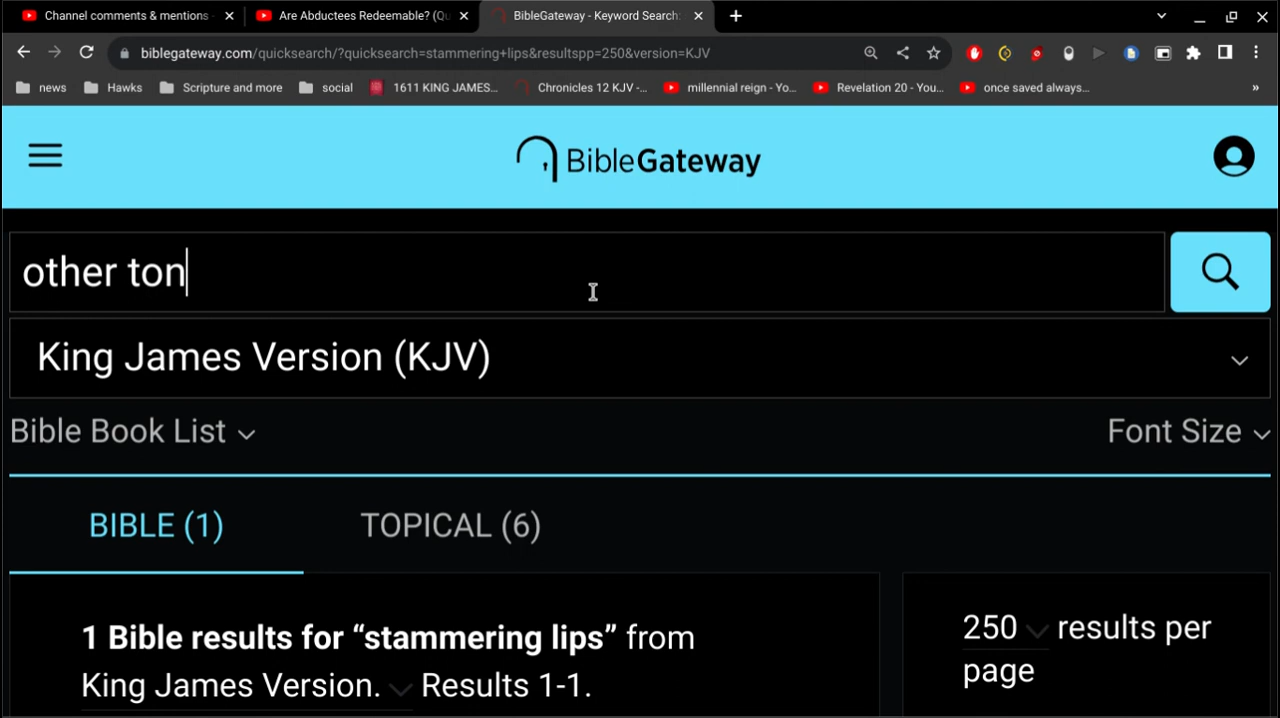 Channel comments & mentions
Are Abductees Redeemable? (Qu
BibleGateway - Keyword Search:
biblegateway.com/quicksearch/?quicksearch=stammering+lips&resultspp=250&version=KJV
news
Hawks
Scripture and more
social
1611 KING JAMES...
Chronicles 12 KJV -...
millennial reign - Yo...
Revelation 20 - You...
once saved always...
»
BibleGateway
other ton
King James Version (KJV)
Bible Book List
Font Size
BIBLE (1)
TOPICAL (6)
1 Bible results for “stammering lips” from
King James Version. Results 1-1.
250 results per
page